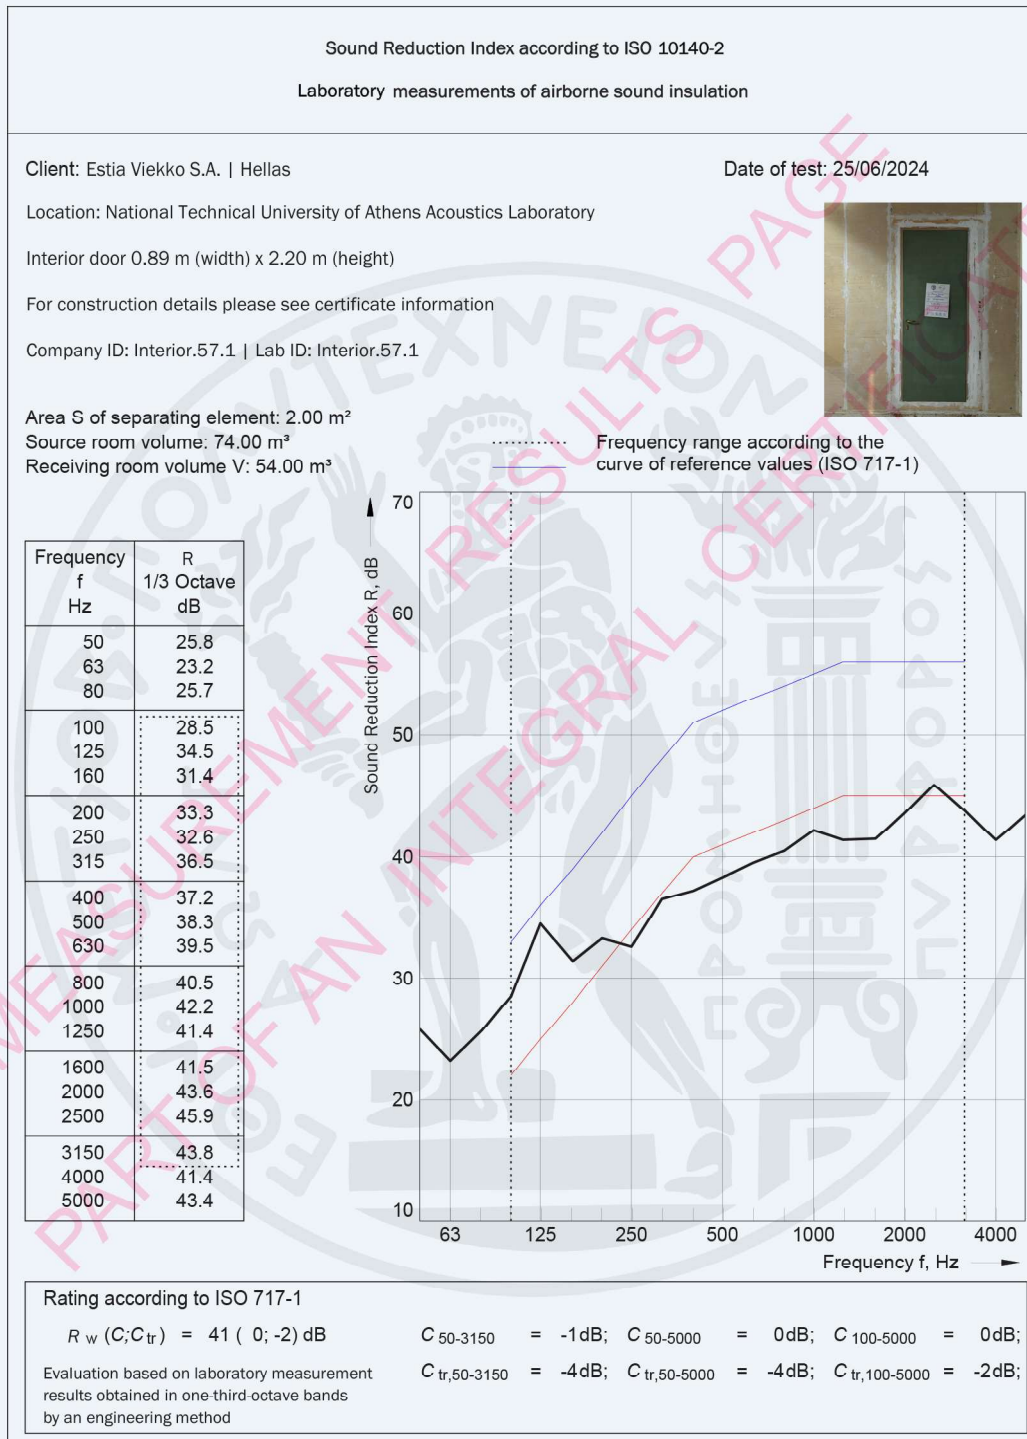 Sound Reduction Index according to ISO 10140-2
Laboratory measurements of airborne sound insulation
Client: Estia Viekko S.A. | Hellas
Date of test: 25/06/2024
Location: National Technical University of Athens Acoustics Laboratory
Interior door 0.89 m (width) x 2.20 m (height)
For construction details please see certificate information
Company ID: Interior.57.1 | Lab ID: Interior.57.1
Area S of separating element: 2.00 m²
Source room volume: 74.00 m³
Receiving room volume V: 54.00 m³
Frequency range according to the
curve of reference values (ISO 717-1)
Frequency f Hz R 1/3 Octave dB
50 25.8
63 23.2
80 25.7
100 28.5
125 34.5
160 31.4
200 33.3
250 32.6
315 36.5
400 37.2
500 38.3
630 39.5
800 40.5
1000 42.2
1250 41.4
1600 41.5
2000 43.6
2500 45.9
3150 43.8
4000 41.4
5000 43.4
Sound Reduction Index R, dB
70
60
50
40
30
20
10
63 125 250 500 1000 2000 4000
Frequency f, Hz
Rating according to ISO 717-1
R w (C;C tr) = 41 ( 0; -2) dB
C 50-3150 = -1dB; C 50-5000 = 0dB; C 100-5000 = 0dB;
Evaluation based on laboratory measurement
results obtained in one-third-octave bands
by an engineering method
C tr,50-3150 = -4dB; C tr,50-5000 = -4dB; C tr,100-5000 = -2dB;
MEASUREMENT RESULTS PAGE
PART OF AN INTEGRAL CERTIFICATE
ΠΥΡΦΟΡΟΣ